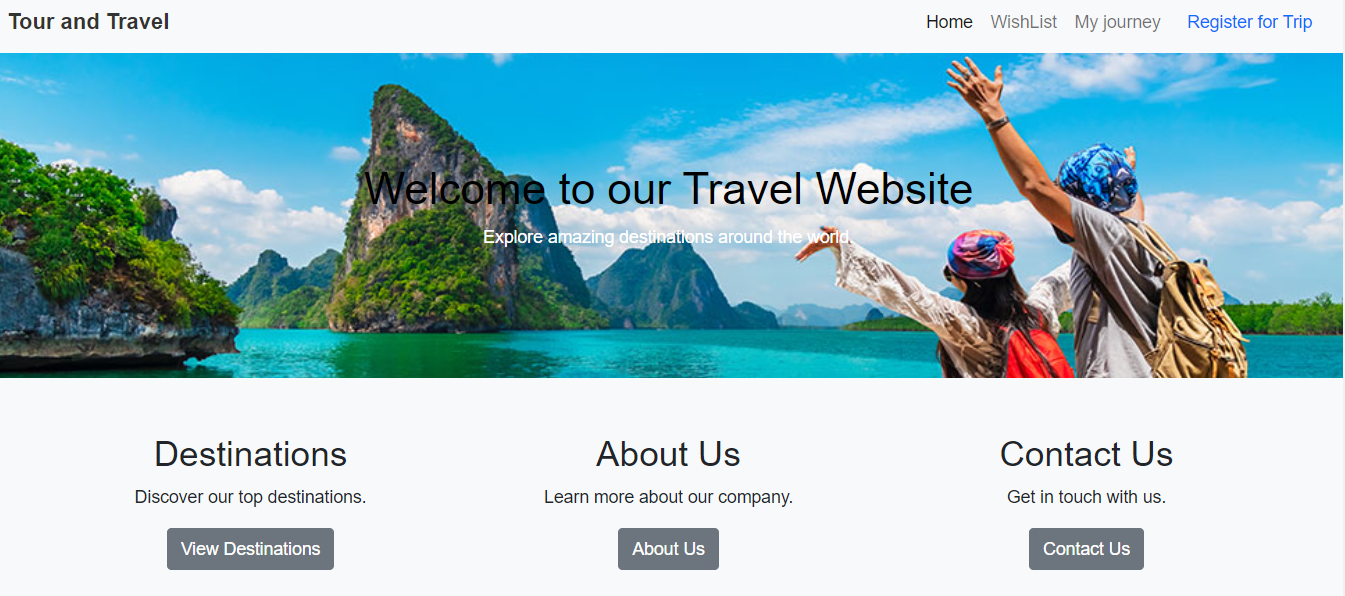 Tour and Travel
Home WishList My journey Register for Trip
Welcome to our Travel Website
Explore amazing destinations around the world.
Destinations About Us Contact Us
Discover our top destinations. Learn more about our company. Get in touch with us.
View Destinations About Us Contact Us